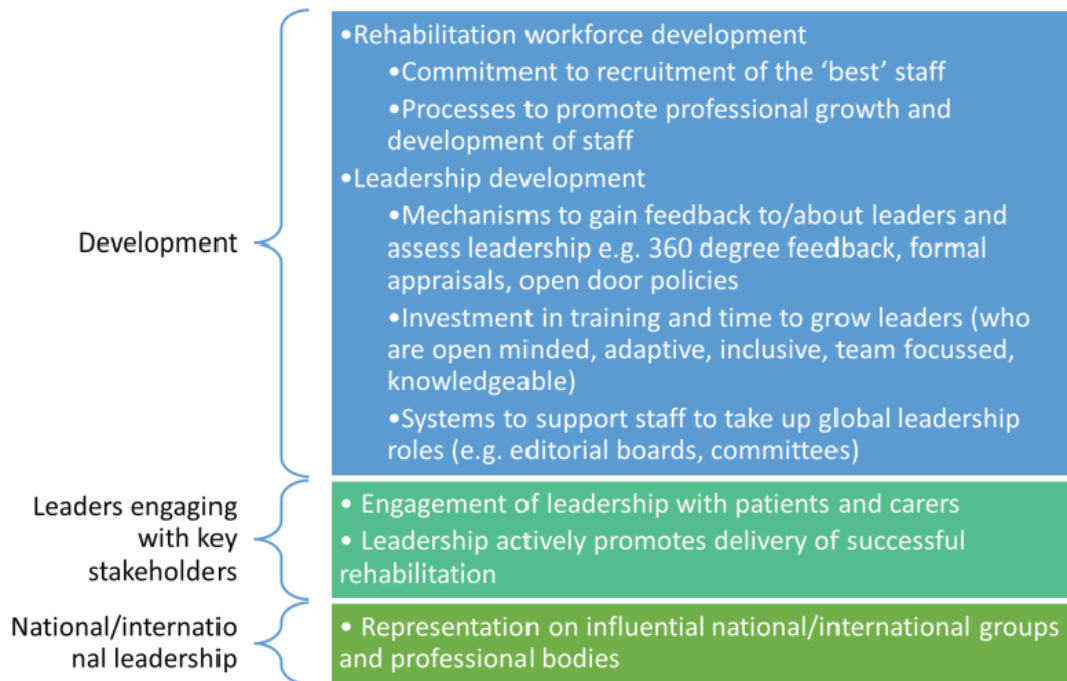 Development
•Rehabilitation workforce development
•Commitment to recruitment of the ‘best’ staff
•Processes to promote professional growth and
development of staff
•Leadership development
•Mechanisms to gain feedback to/about leaders and
assess leadership e.g. 360 degree feedback, formal
appraisals, open door policies
•Investment in training and time to grow leaders (who
are open minded, adaptive, inclusive, team focussed,
knowledgeable)
•Systems to support staff to take up global leadership
roles (e.g. editorial boards, committees)
Leaders engaging
with key
stakeholders
• Engagement of leadership with patients and carers
• Leadership actively promotes delivery of successful
rehabilitation
National/internatio
nal leadership
• Representation on influential national/international groups
and professional bodies